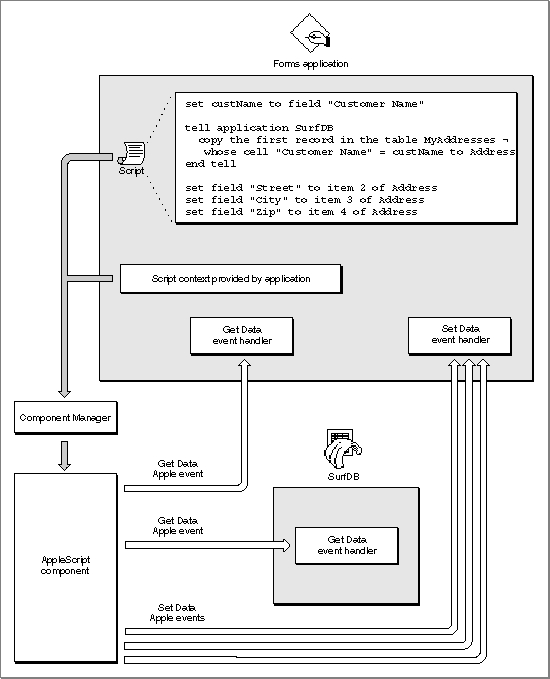 Forms application
set custName to field "Customer Name"
tell application SurfDB
copy the first record in the table MyAddresses ¬
whose cell "Customer Name" = custName to Address
end tell
set field "Street" to item 2 of Address
set field "City" to item 3 of Address
set field "Zip" to item 4 of Address
Script
Script context provided by application
Get Data
event handler
Set Data
event handler
Component Manager
SurfDB
Get Data
Apple event
Get Data
Apple event
Get Data
event handler
AppleScript
component
Set Data
Apple events